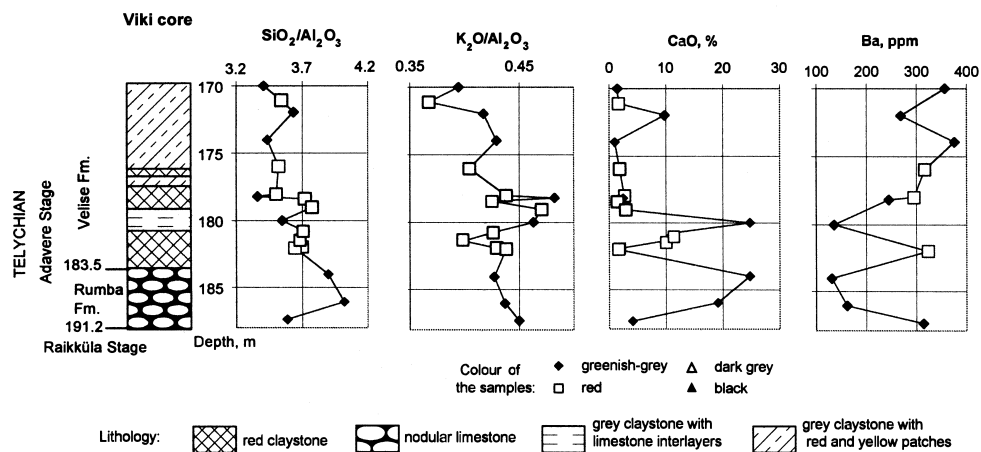 Viki core
SiO2/Al2O3
K2O/Al2O3
CaO, %
Ba, ppm
3.2 3.7 4.2
0.35 0.45
0 10 20 30
100 200 300 400
170
175
180
185
TELYCHIAN
Adavere Stage
Velise Fm.
183.5
Rumba
Fm.
191.2
Raikküla Stage
Depth, m
Colour of
the samples:
greenish-grey
dark grey
red
black
Lithology:
red claystone
nodular limestone
grey claystone with
limestone interlayers
grey claystone with
red and yellow patches